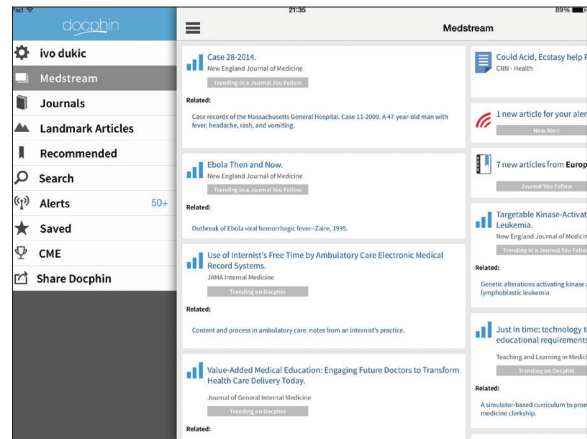 21:35
89%
docphin
Medstream
ivo dukic
Medstream
Journals
Landmark Articles
Recommended
Search
Alerts 50+
Saved
CME
Share Docphin
Case 28-2014.
New England Journal of Medicine
Trending in a Journal You Follow
Related:
Case records of the Massachusetts General Hospital. Case 11-2009. A 47-year-old man with
fever, headache, rash, and vomiting.
Ebola Then and Now.
New England Journal of Medicine
Trending in a Journal You Follow
Related:
Outbreak of Ebola viral hemorrhagic fever--Zaire, 1995.
Use of Internist's Free Time by Ambulatory Care Electronic Medical
Record Systems.
JAMA Internal Medicine
Trending on Docphin
Related:
Content and process in ambulatory care: notes from an internist's practice.
Value-Added Medical Education: Engaging Future Doctors to Transform
Health Care Delivery Today.
Journal of General Internal Medicine
Trending on Docphin
Related:
Could Acid, Ecstasy help
CNN - Health
1 new article for your aler
New Alert
7 new articles from Europ
Journal You Follow
Targetable Kinase-Activat
Leukemia.
New England Journal of Medicin
Trending in a Journal You Follo
Related:
Genetic alterations activating kinase
lymphoblastic leukemia.
Just in time: technology t
educational requirements
Teaching and Learning in Medici
Trending on Docphin
Related:
A simulator-based curriculum to pron
medicine clerkship.